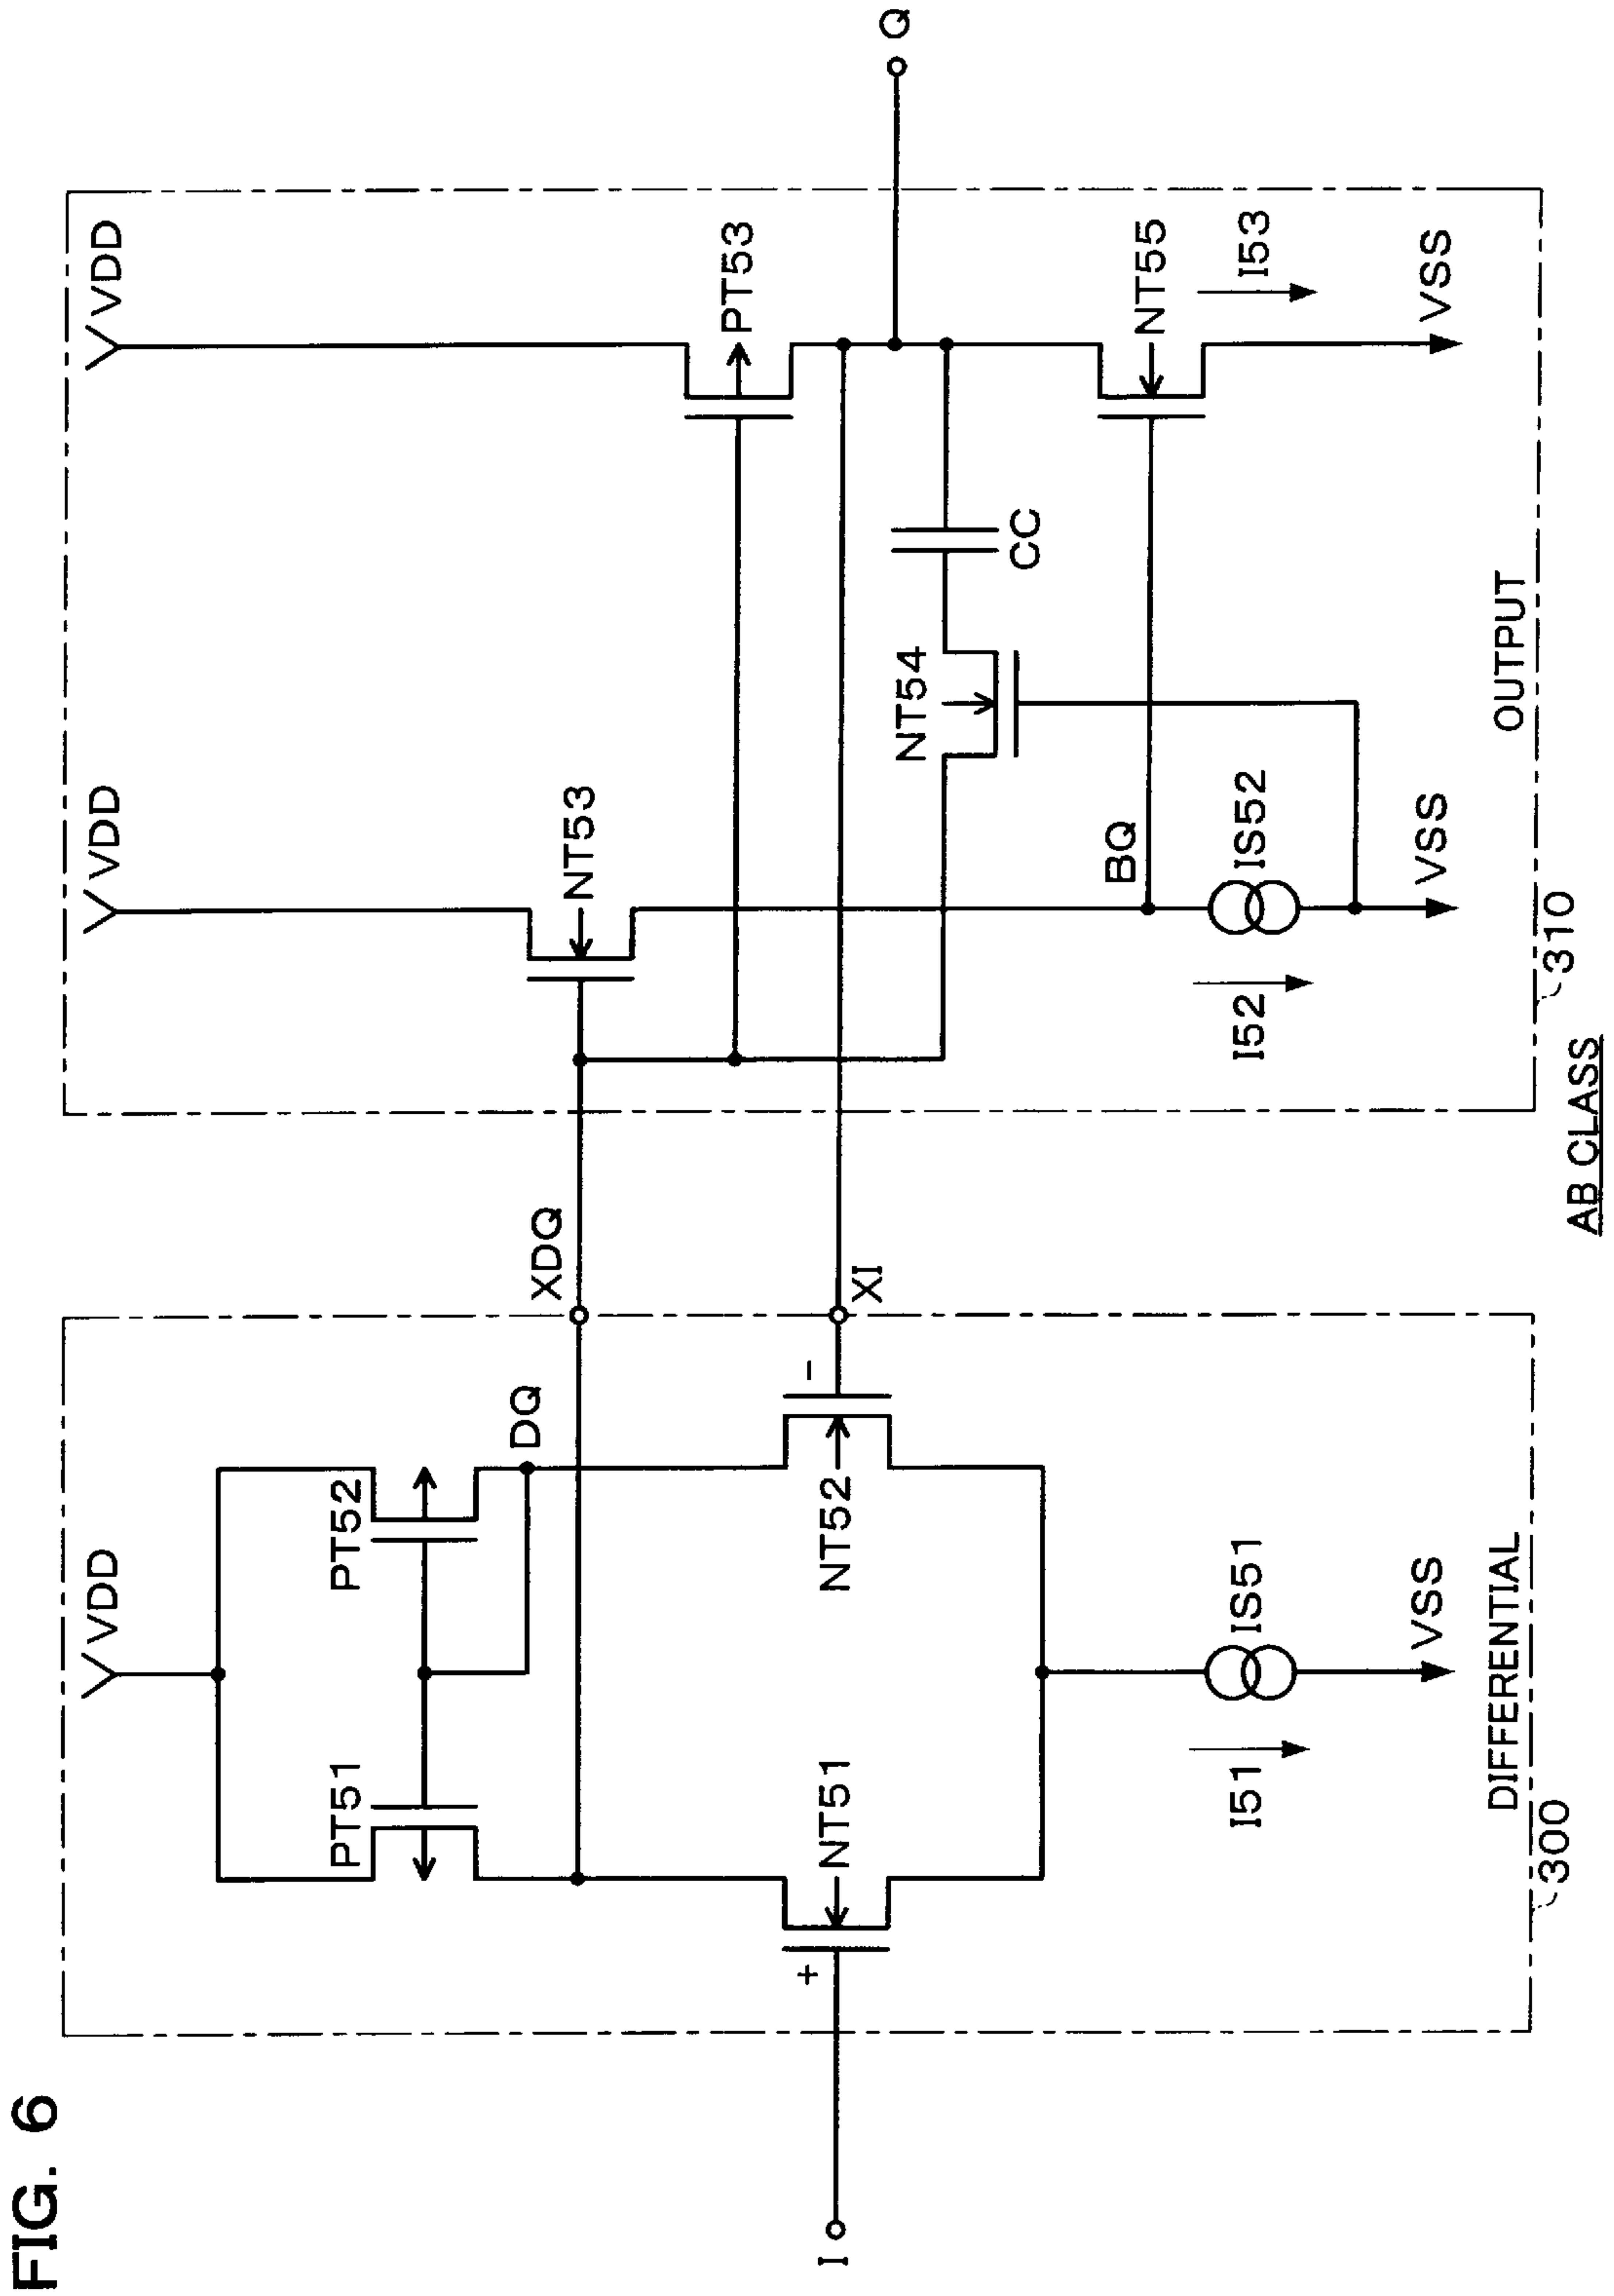 FIG. 6
VDD
VDD
VDD
PT51
PT52
DQ
XDQ
NT53
PT53
Q
I
+
NT51
NT52
-
XI
NT54
CC
BQ
NT55
I51
IS51
I52
IS52
I53
VSS
VSS
VSS
DIFFERENTIAL
OUTPUT
300
310
AB CLASS